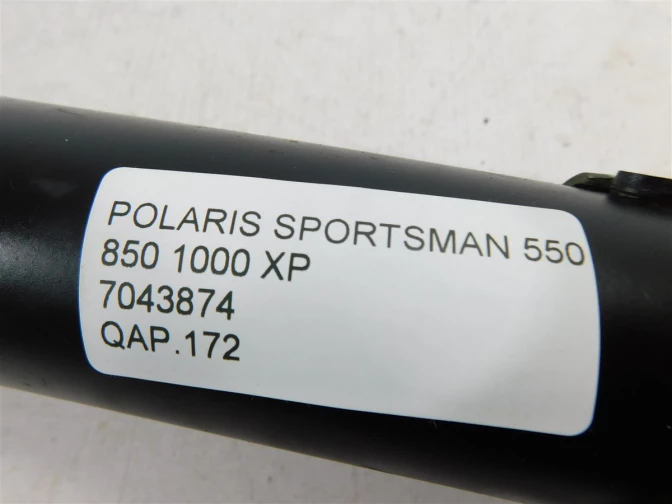 POLARIS SPORTSMAN 550
850 1000 XP
7043874
QAP.172